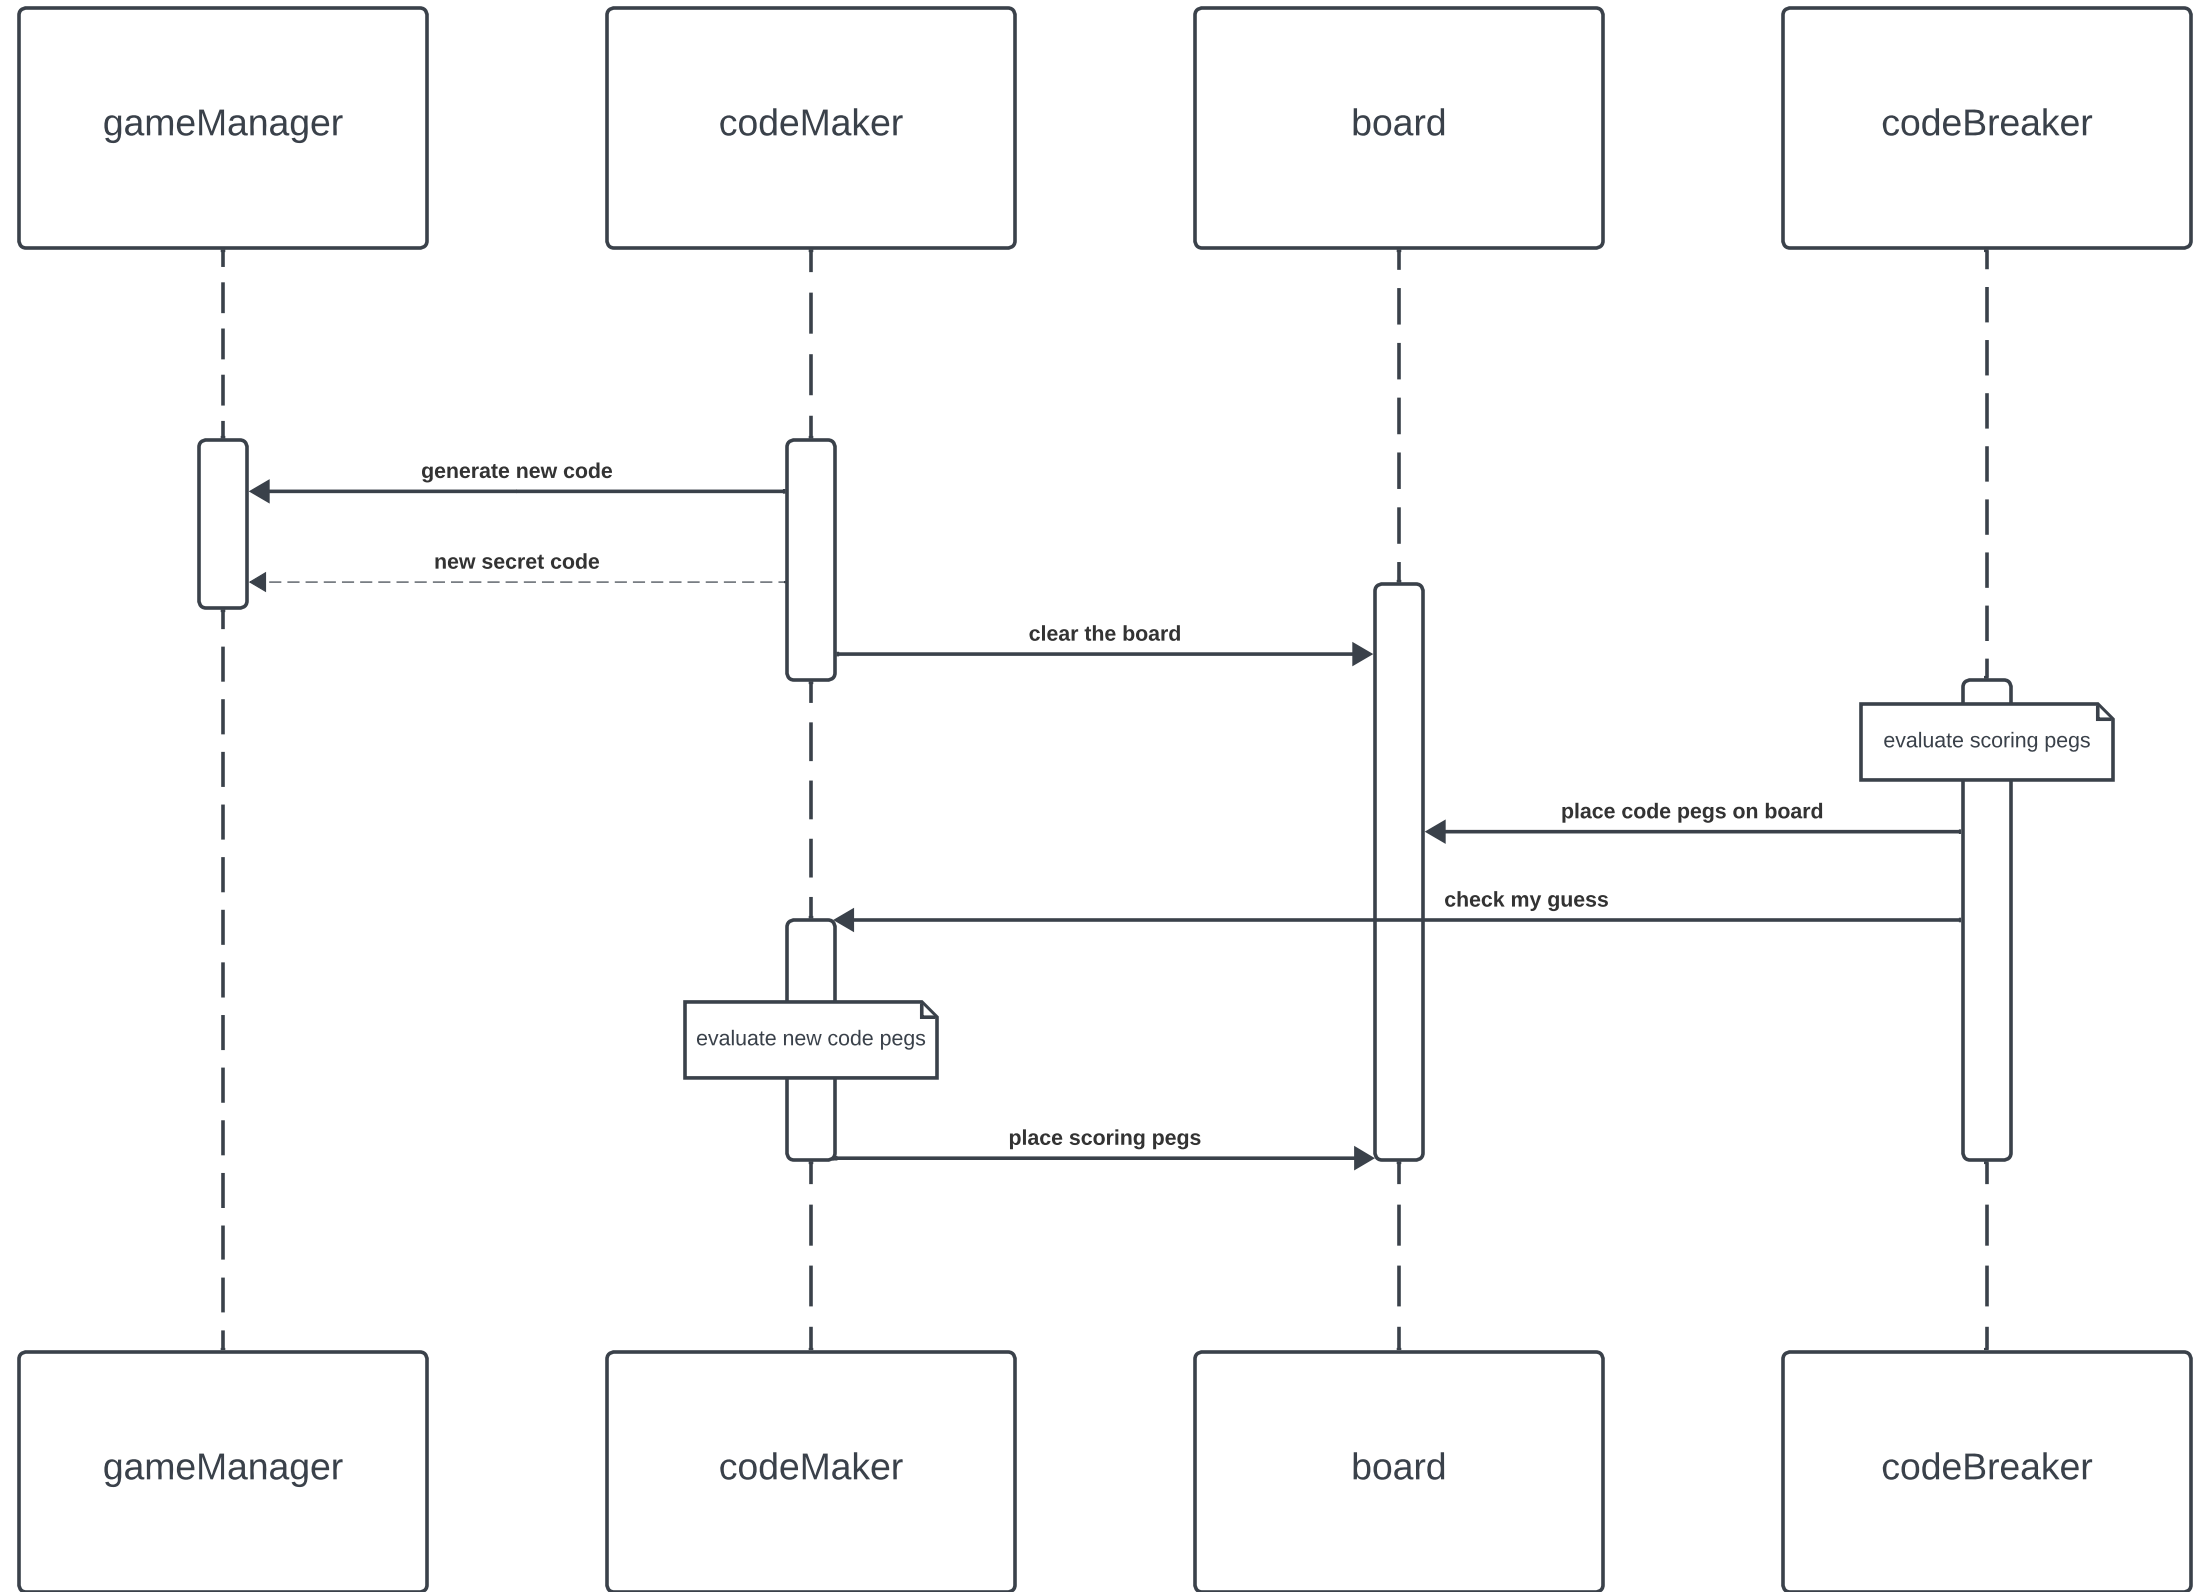 gameManager
codeMaker
board
codeBreaker
generate new code
new secret code
clear the board
evaluate scoring pegs
place code pegs on board
check my guess
evaluate new code pegs
place scoring pegs
gameManager
codeMaker
board
codeBreaker